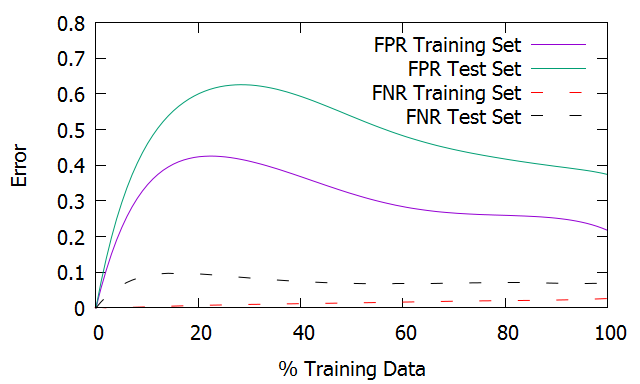 0.8
0.7
0.6
0.5
0.4
0.3
0.2
0.1
0
Error
FPR Training Set
FPR Test Set
FNR Training Set
FNR Test Set
0 20 40 60 80 100
% Training Data